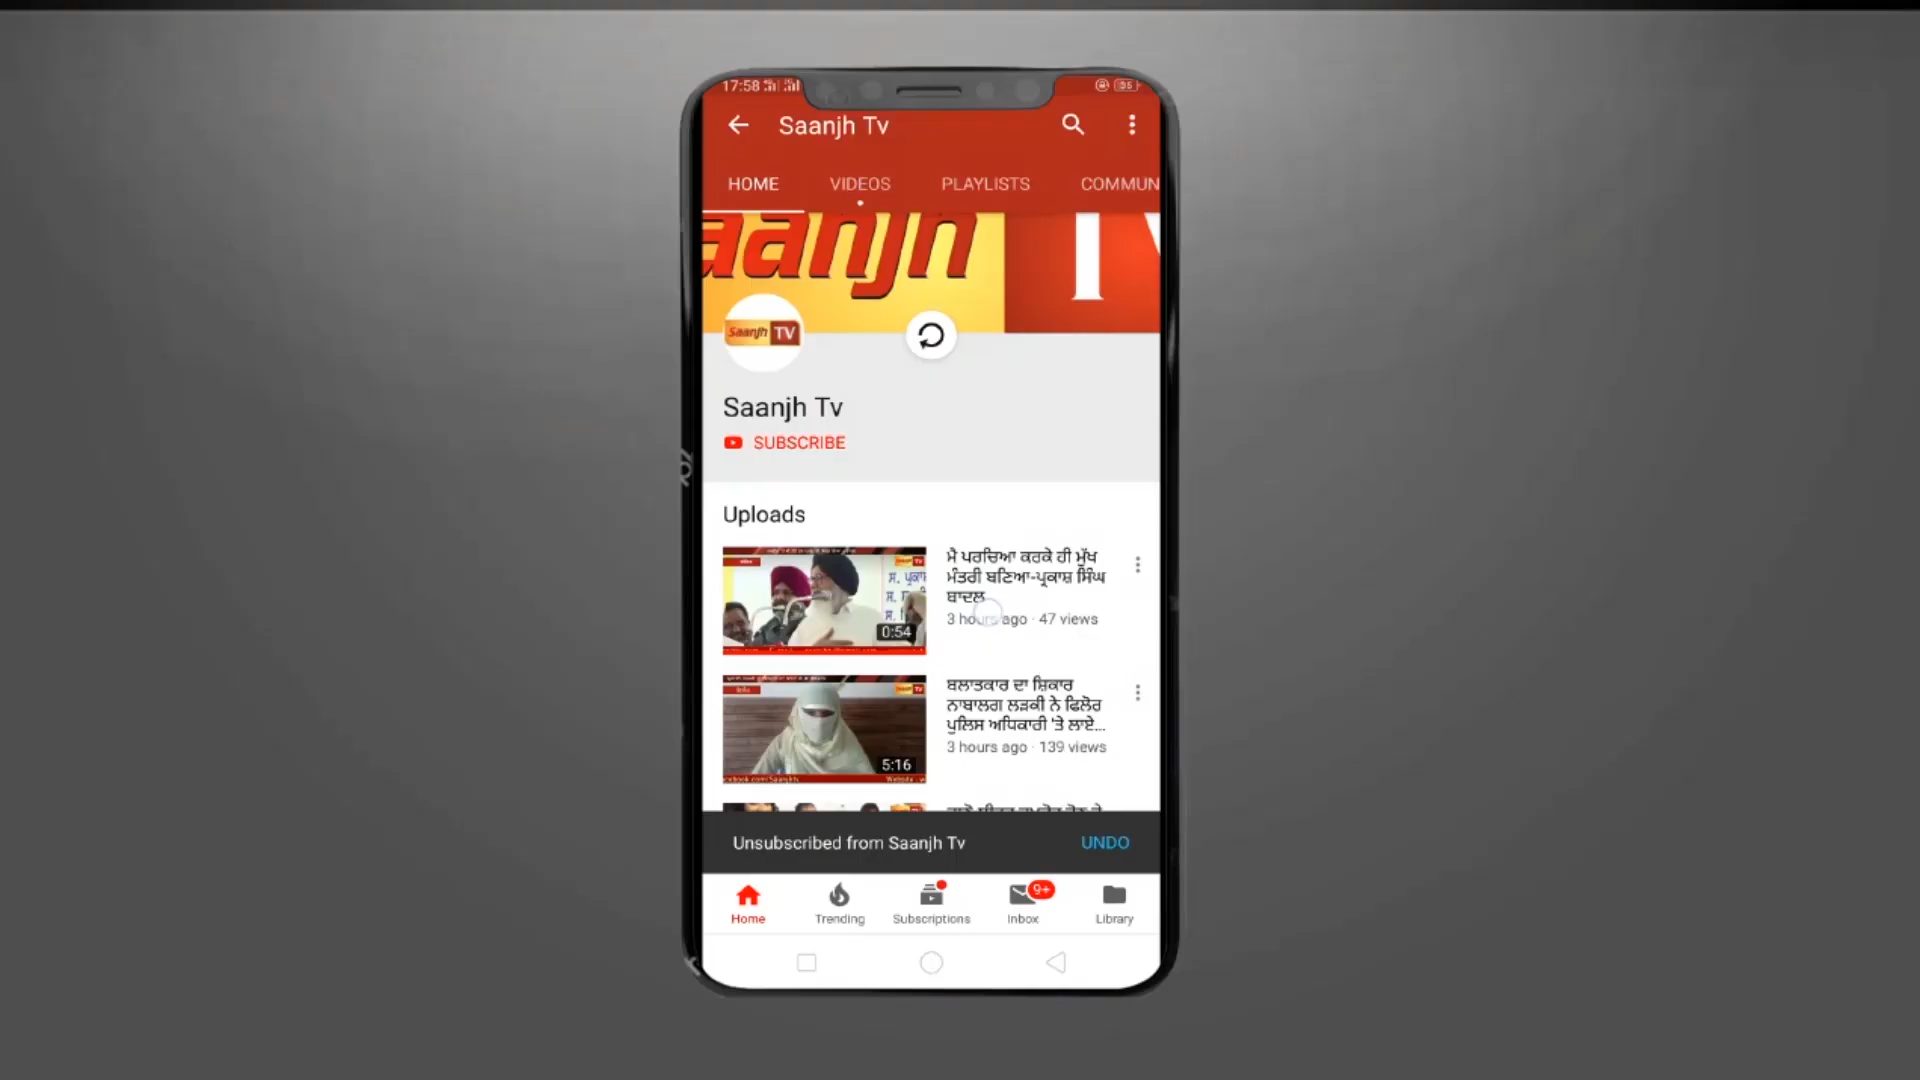 17:58
Saanjh Tv
HOME VIDEOS PLAYLISTS COMMUN
aanjh T
Saanjh TV
Saanjh Tv
SUBSCRIBE
Uploads
ਮੈ ਪਰਚਿਆ ਕਰਕੇ ਹੀ ਮੁੱਖ
ਮੰਤਰੀ ਬਣਿਆ-ਪ੍ਰਕਾਸ਼ ਸਿੰਘ
ਬਾਦਲ
3 hours ago · 47 views
0:54
ਬਲਾਤਕਾਰ ਦਾ ਸ਼ਿਕਾਰ
ਨਾਬਾਲਗ ਲੜਕੀ ਨੇ ਫਿਲੋਰ
ਪੁਲਿਸ ਅਧਿਕਾਰੀ 'ਤੇ ਲਾਏ...
3 hours ago · 139 views
5:16
Unsubscribed from Saanjh Tv UNDO
9+
Home Trending Subscriptions Inbox Library